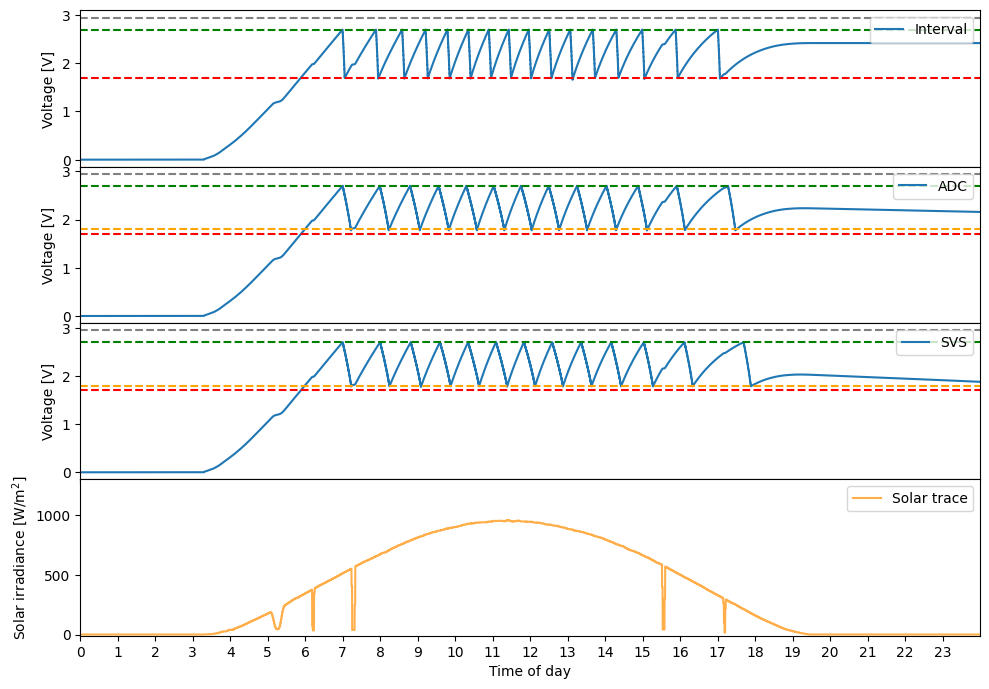 3
2
1
0
Voltage [V]
Interval
3
2
1
0
Voltage [V]
ADC
3
2
1
0
Voltage [V]
SVS
1000
500
0
Solar irradiance [W/m²]
Solar trace
0 1 2 3 4 5 6 7 8 9 10 11 12 13 14 15 16 17 18 19 20 21 22 23
Time of day